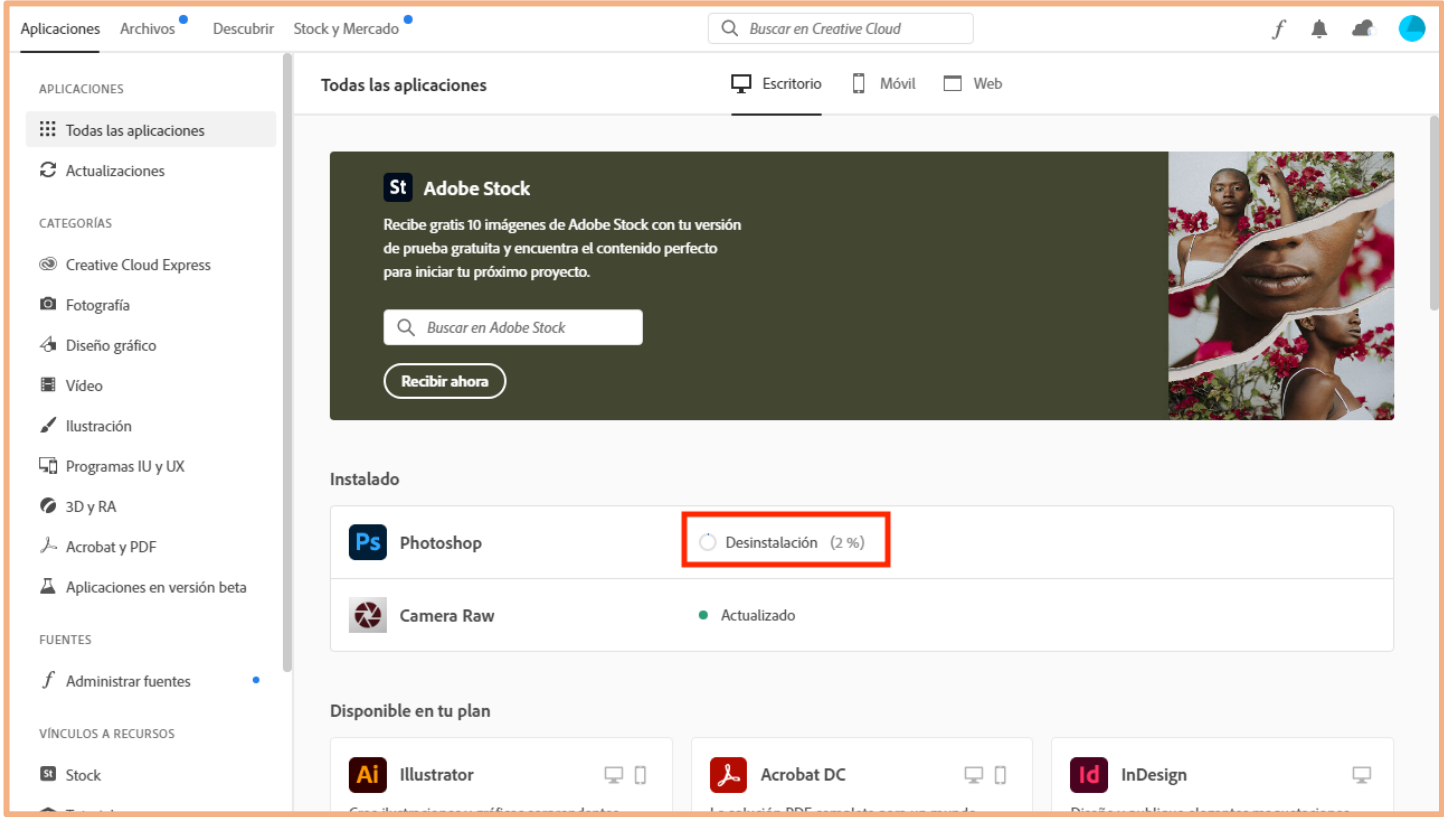 Aplicaciones Archivos Descubrir Stock y Mercado Buscar en Creative Cloud
APLICACIONES
Todas las aplicaciones
Actualizaciones
CATEGORÍAS
Creative Cloud Express
Fotografía
Diseño gráfico
Vídeo
Ilustración
Programas IU y UX
3D y RA
Acrobat y PDF
Aplicaciones en versión beta
FUENTES
Administrar fuentes
VÍNCULOS A RECURSOS
St Stock
Todas las aplicaciones Escritorio Móvil Web
St Adobe Stock
Recibe gratis 10 imágenes de Adobe Stock con tu versión
de prueba gratuita y encuentra el contenido perfecto
para iniciar tu próximo proyecto.
Buscar en Adobe Stock
Recibir ahora
Instalado
Ps Photoshop Desinstalación (2 %)
Camera Raw Actualizado
Disponible en tu plan
Ai Illustrator Acrobat DC Id InDesign